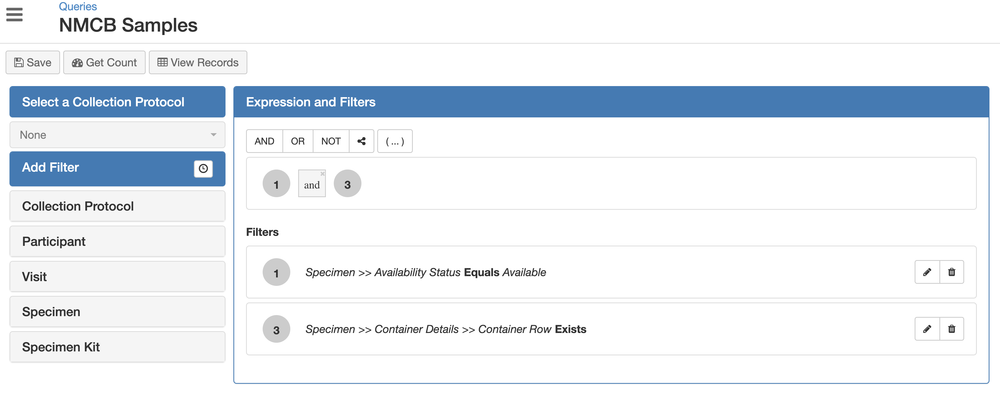 Queries
NMCB Samples
Save Get Count View Records
Select a Collection Protocol
None
Add Filter
Collection Protocol
Participant
Visit
Specimen
Specimen Kit
Expression and Filters
AND OR NOT (...)
1 and 3
Filters
1 Specimen >> Availability Status Equals Available
3 Specimen >> Container Details >> Container Row Exists